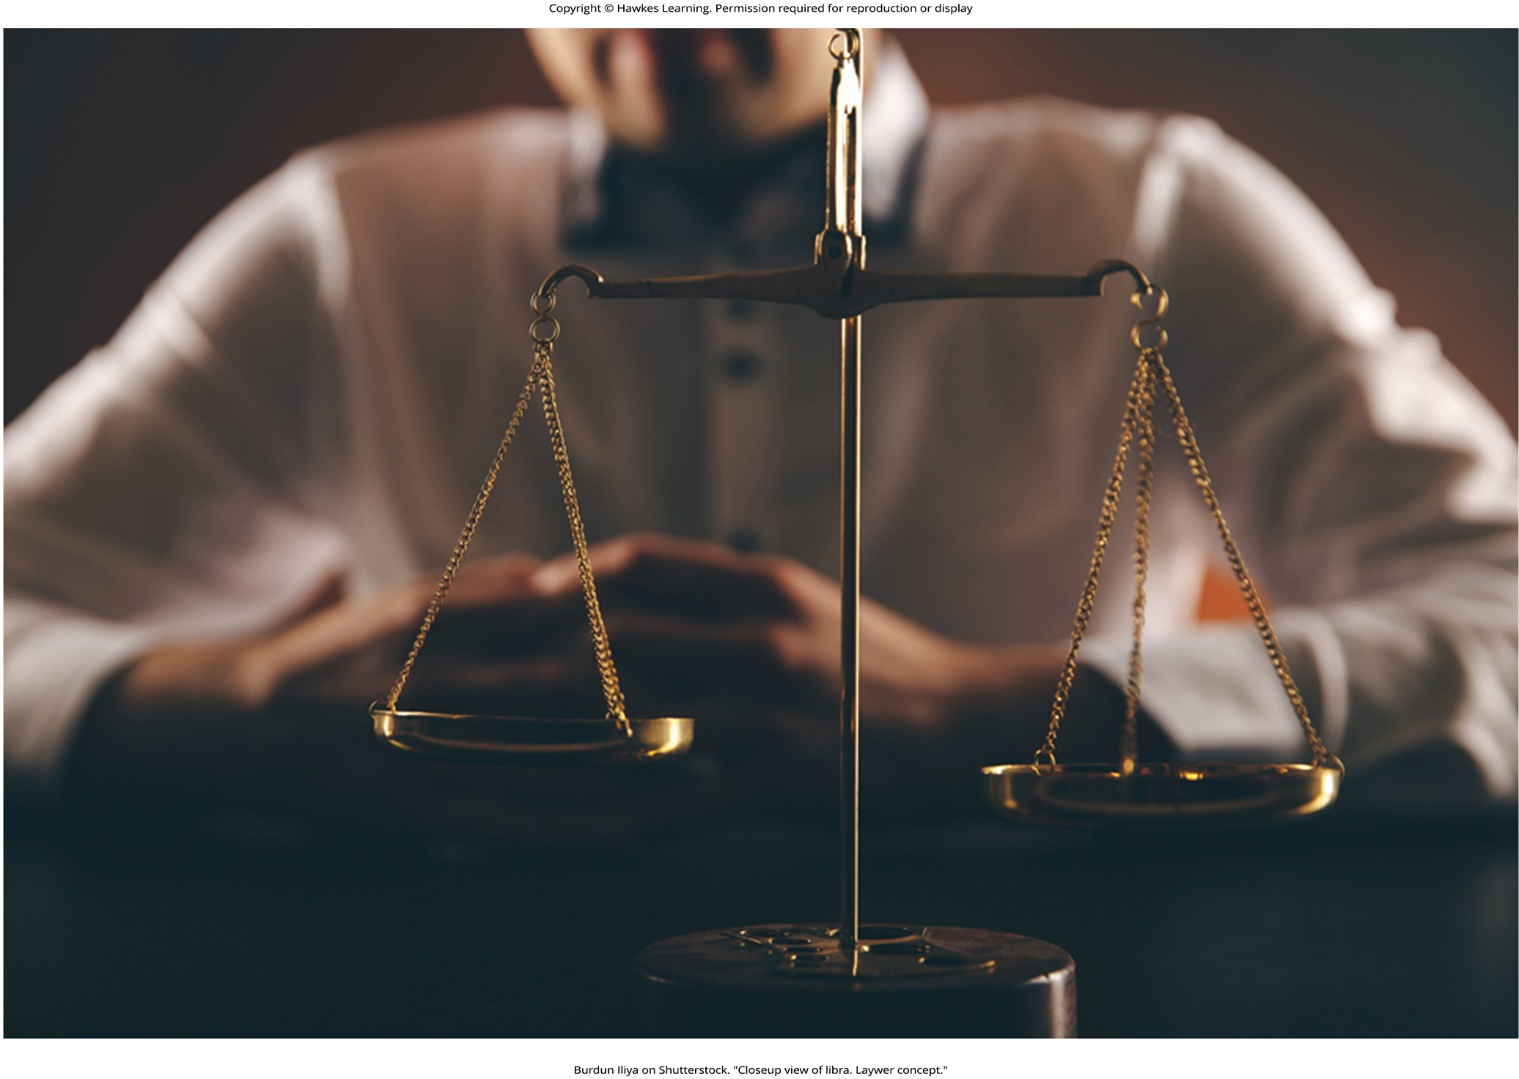 Copyright © Hawkes Learning. Permission required for reproduction or display
Burdun Iliya on Shutterstock. "Closeup view of libra. Laywer concept."